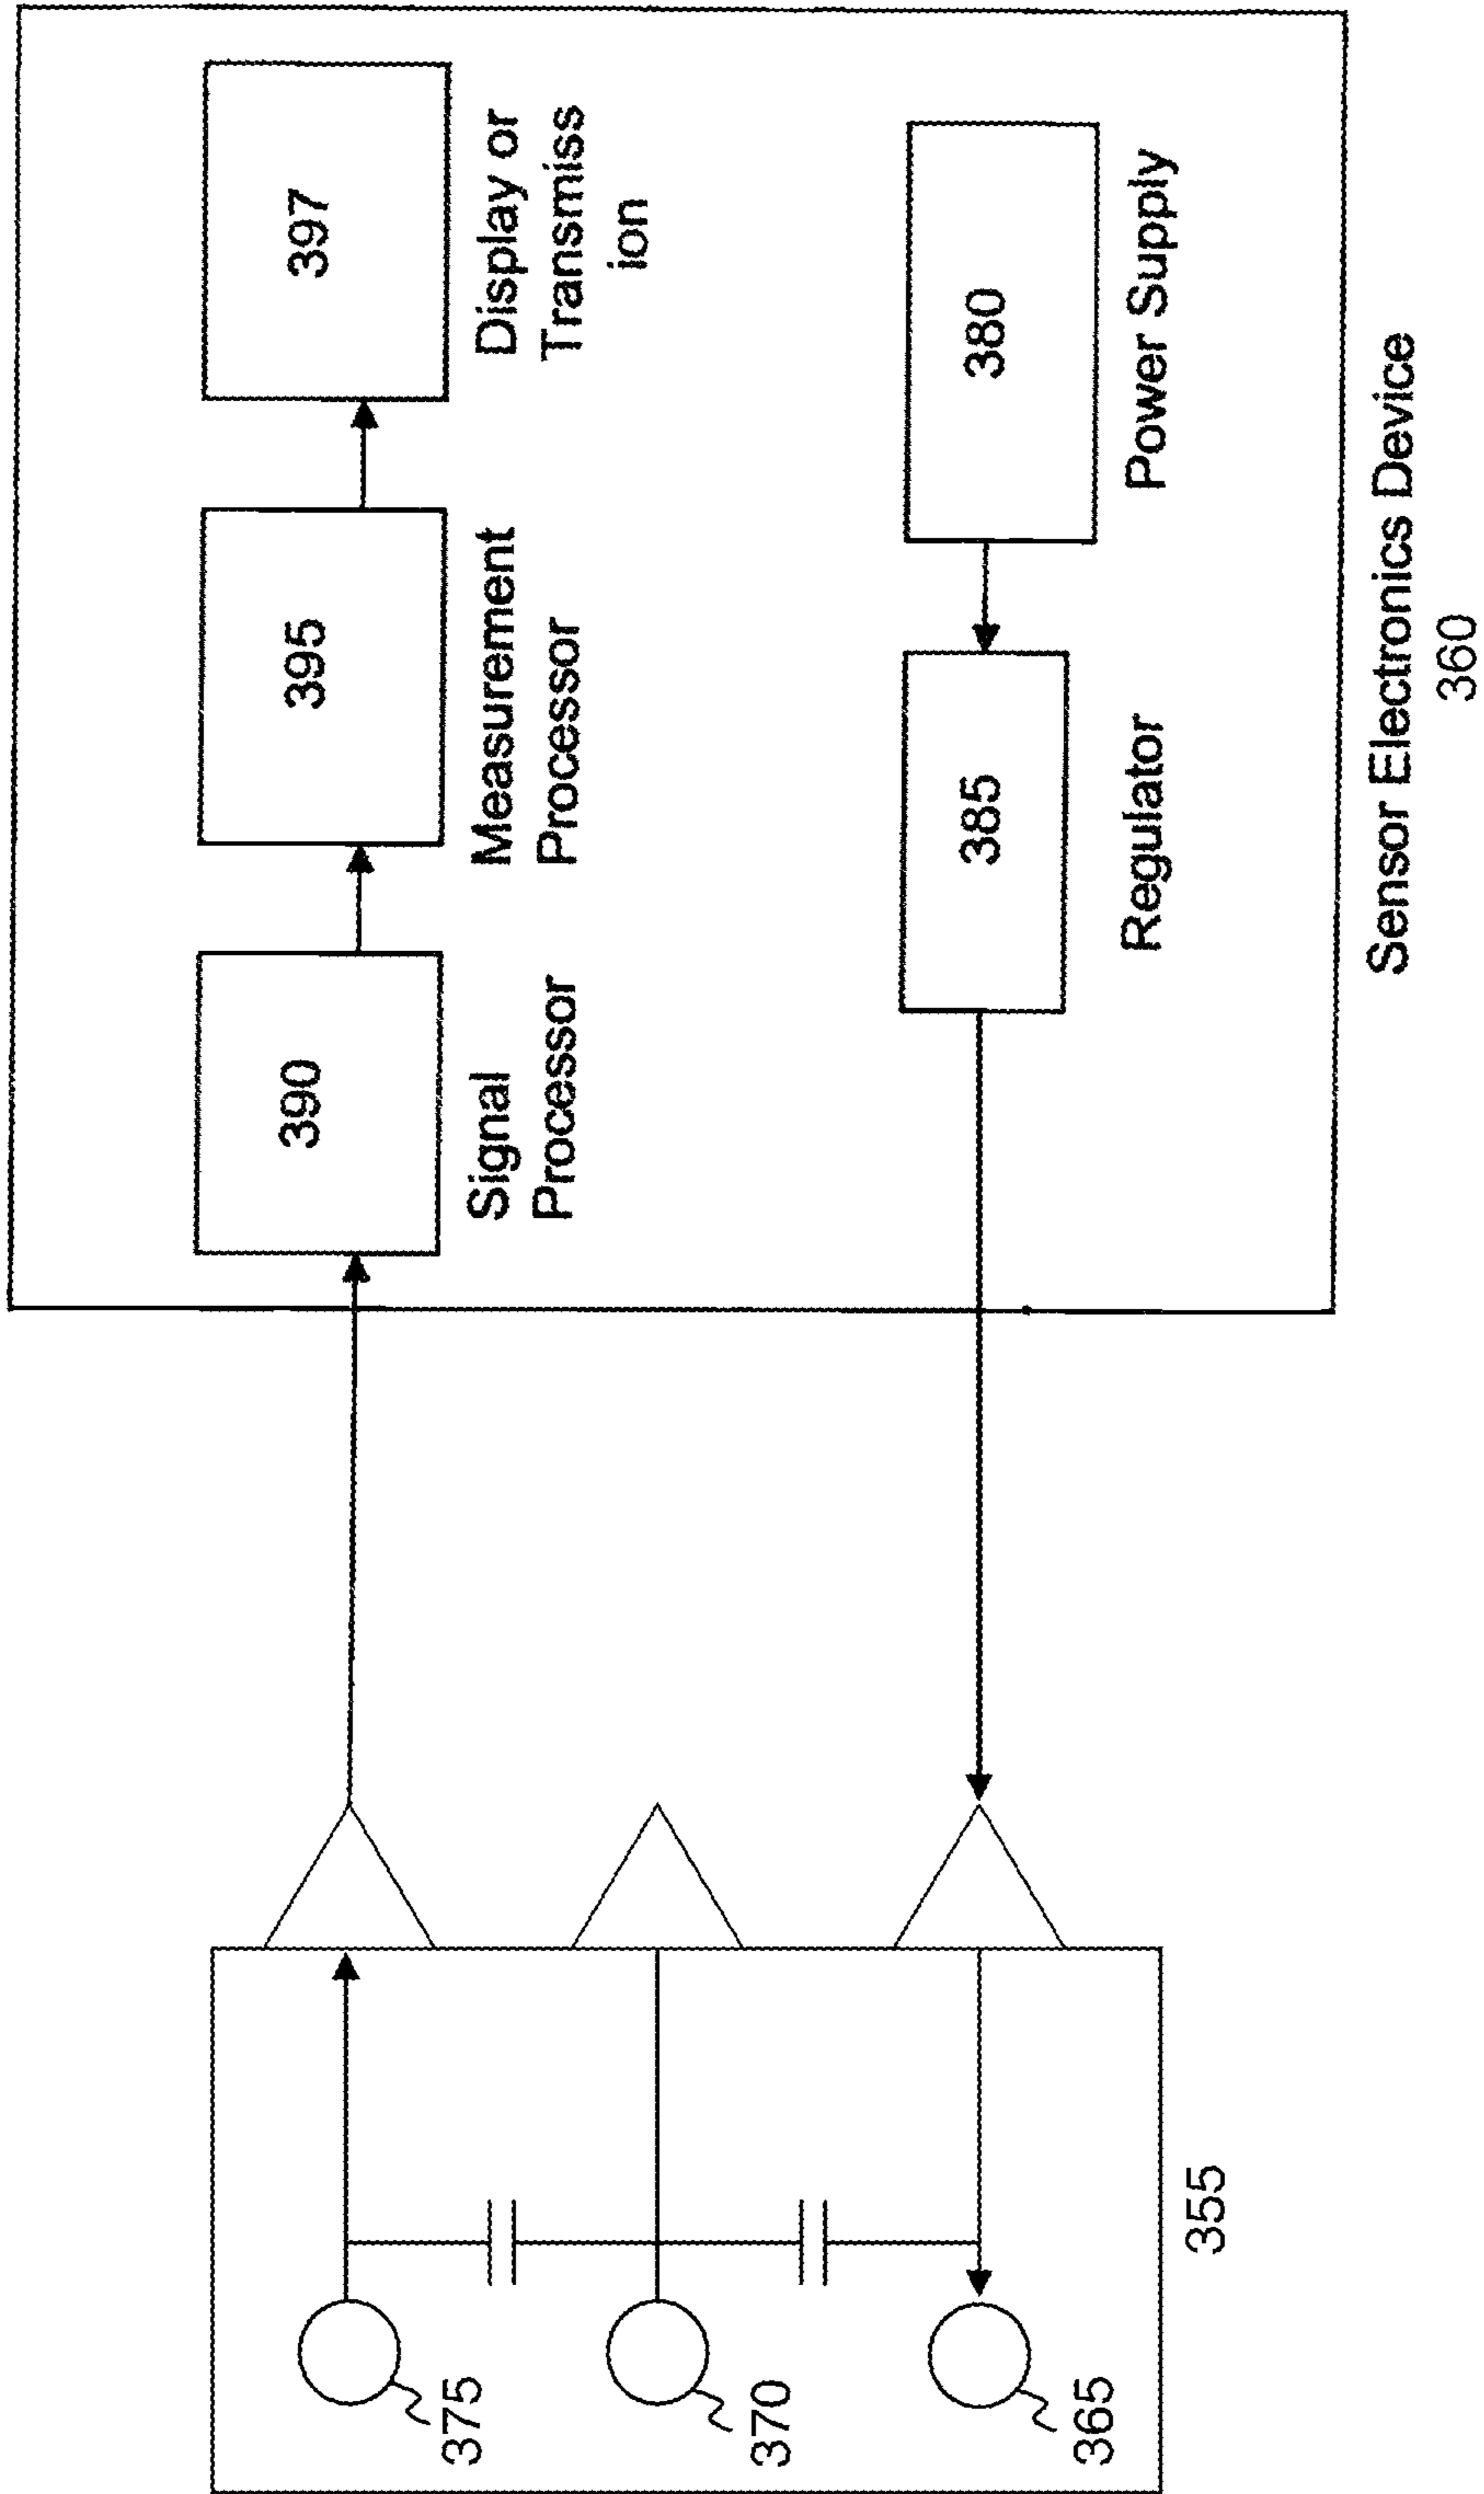 375
370
365
355
390
Signal
Processor
395
Measurement
Processor
397
Display or
Transmiss
ion
385
Regulator
380
Power Supply
Sensor Electronics Device
360